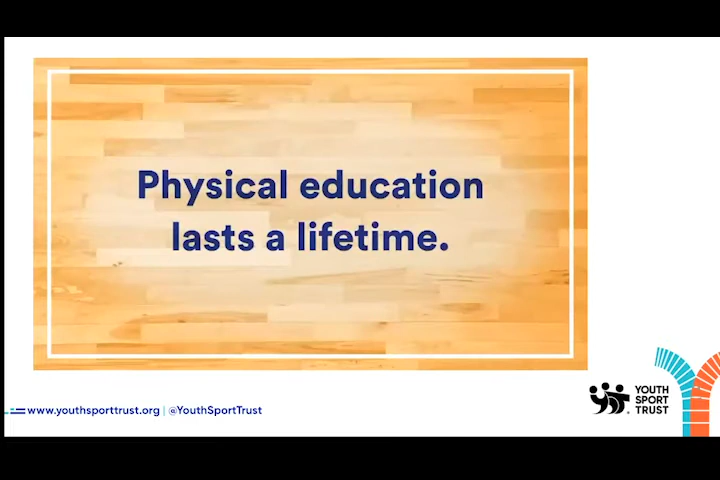 Physical education
lasts a lifetime.
www.youthsporttrust.org | @YouthSportTrust
YOUTH
SPORT
TRUST